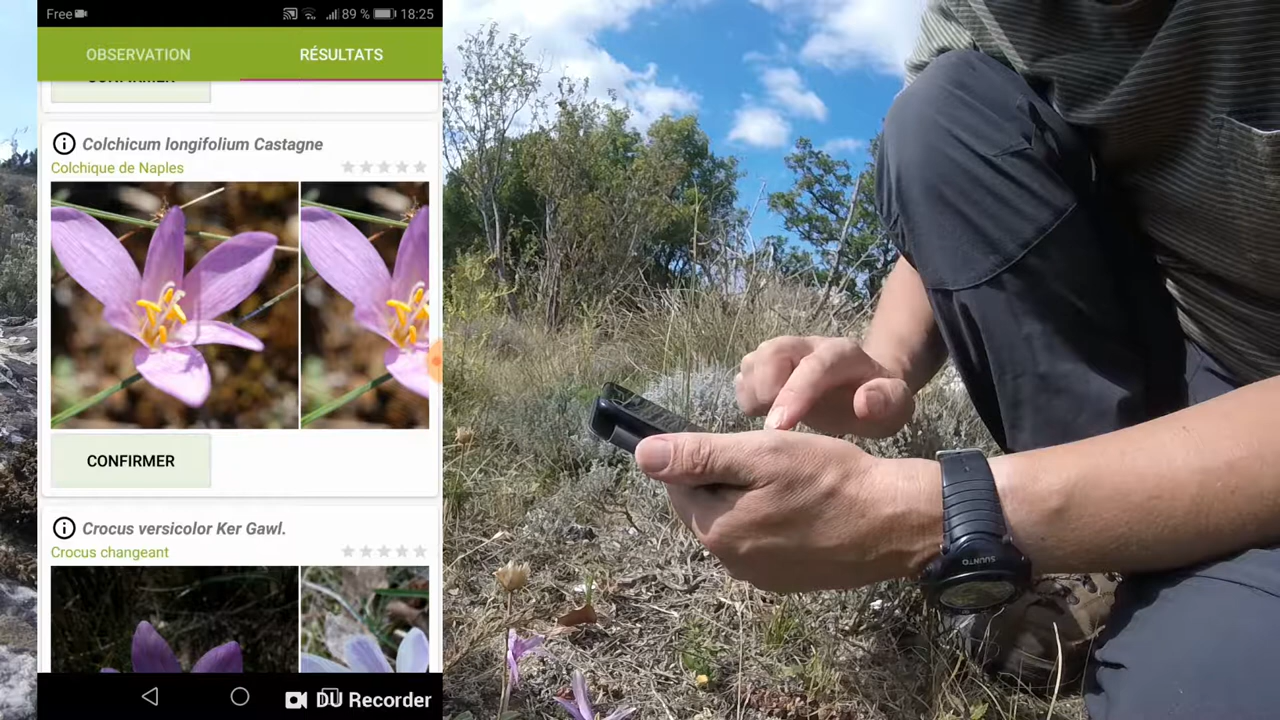 Free 89 % 18:25
OBSERVATION RÉSULTATS
CONFIRMER
Colchicum longifolium Castagne
Colchique de Naples
CONFIRMER
Crocus versicolor Ker Gawl.
Crocus changeant
DU Recorder
SUUNTO